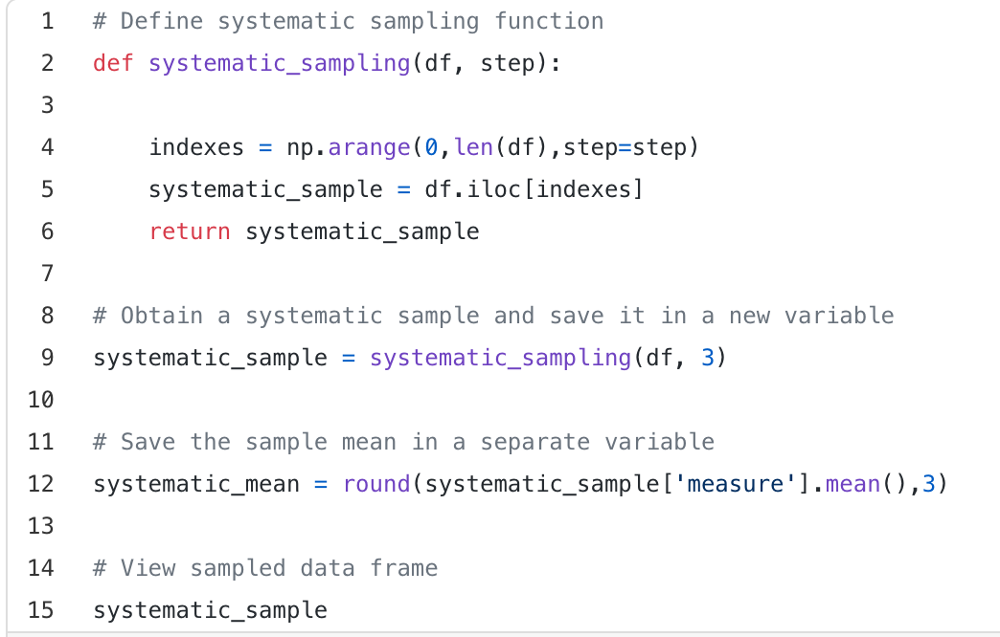 1 # Define systematic sampling function
2 def systematic_sampling(df, step):
3
4     indexes = np.arange(0,len(df),step=step)
5     systematic_sample = df.iloc[indexes]
6     return systematic_sample
7
8 # Obtain a systematic sample and save it in a new variable
9 systematic_sample = systematic_sampling(df, 3)
10
11 # Save the sample mean in a separate variable
12 systematic_mean = round(systematic_sample['measure'].mean(),3)
13
14 # View sampled data frame
15 systematic_sample